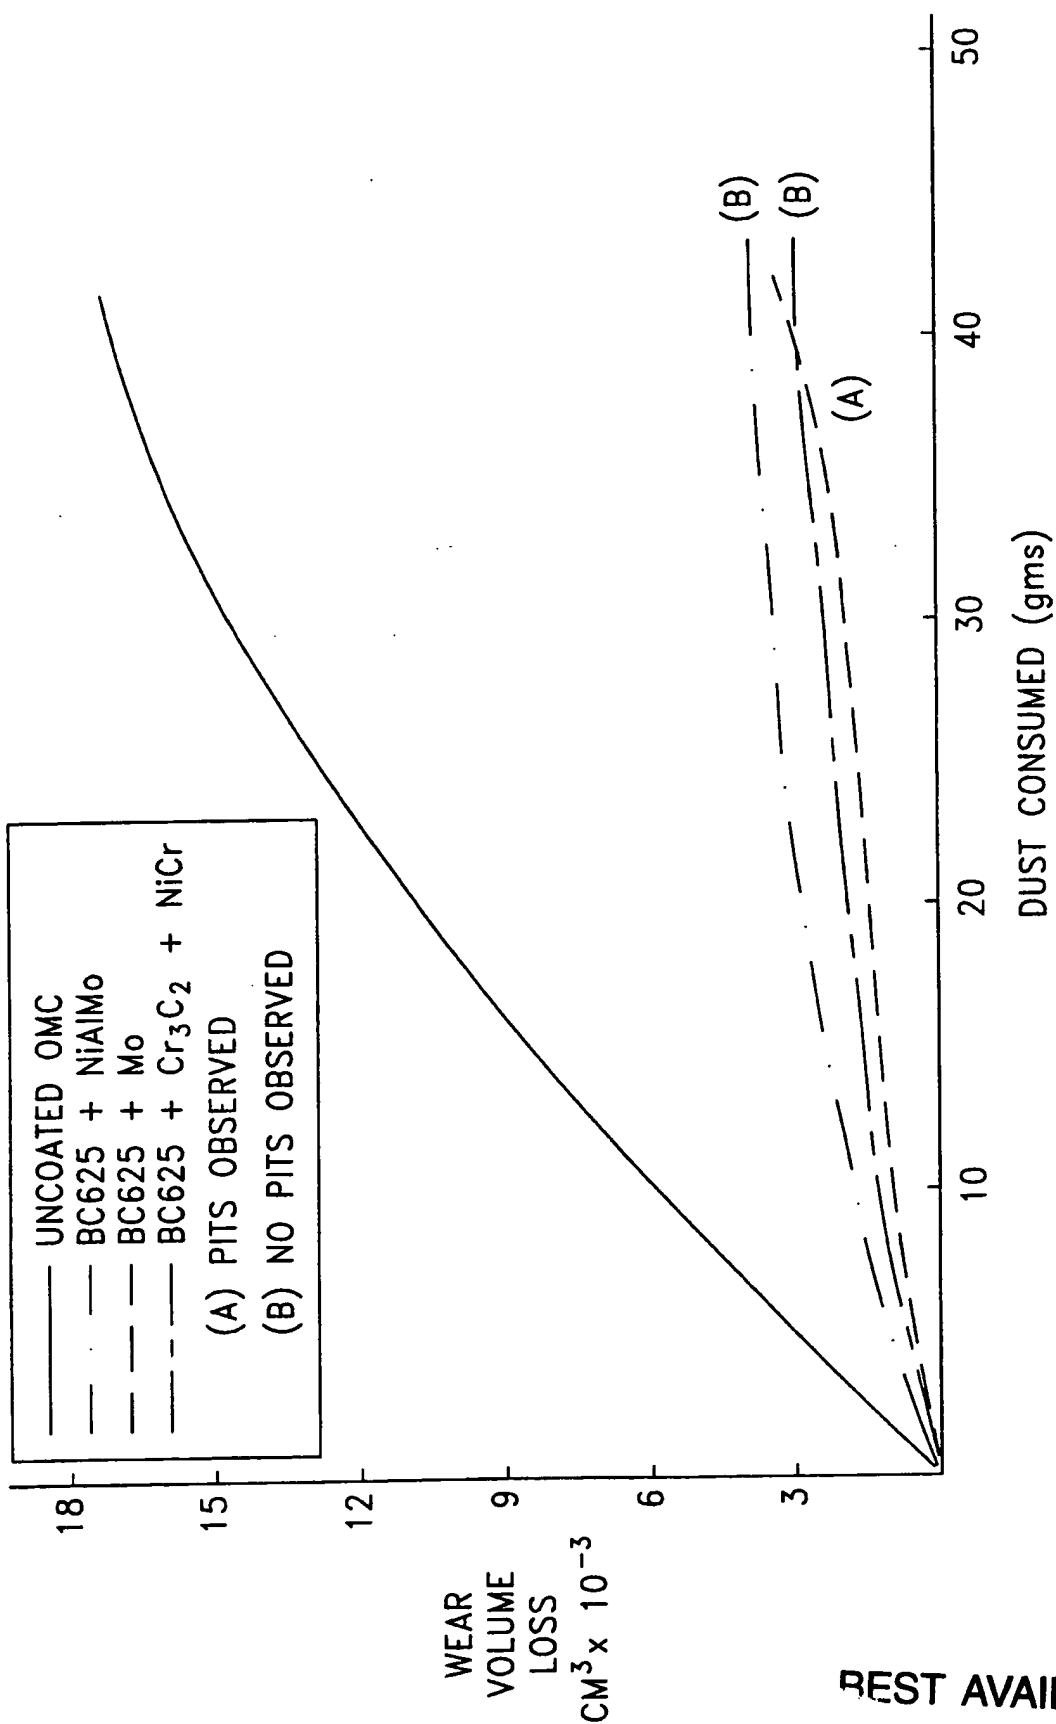 UNCOATED OMC
BC625 + NiAlMo
BC625 + Mo
BC625 + Cr₃C₂ + NiCr
(A) PITS OBSERVED
(B) NO PITS OBSERVED
18
15
12
9
6
3
WEAR
VOLUME
LOSS
CM³ x 10⁻³
(B)
(B)
(A)
10
20
30
40
50
DUST CONSUMED (gms)
BEST AVAI